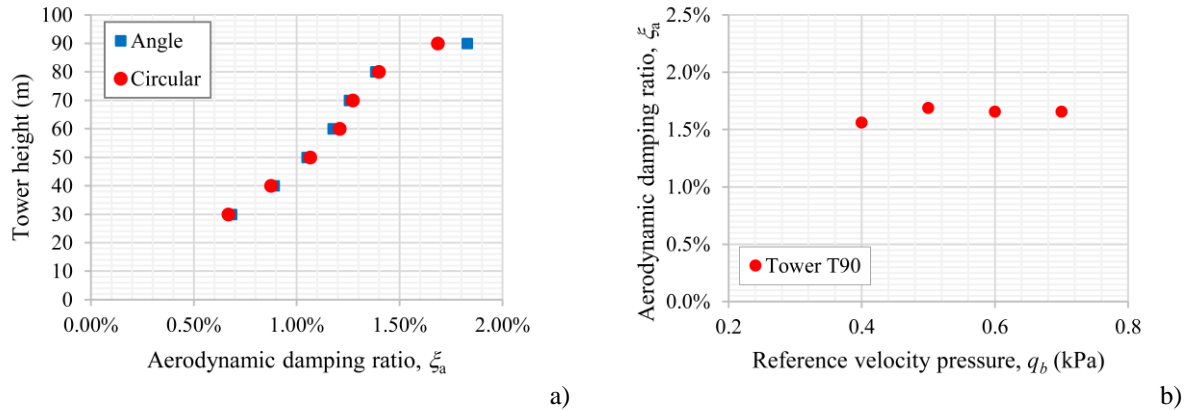 100
90
80
70
60
50
40
30
20
10
0
Tower height (m)
Angle
Circular
0.00% 0.50% 1.00% 1.50% 2.00%
Aerodynamic damping ratio, ξa
a)
2.5%
2.0%
1.5%
1.0%
0.5%
0.0%
Aerodynamic damping ratio, ξa
Tower T90
0.2 0.4 0.6 0.8
Reference velocity pressure, qb (kPa)
b)